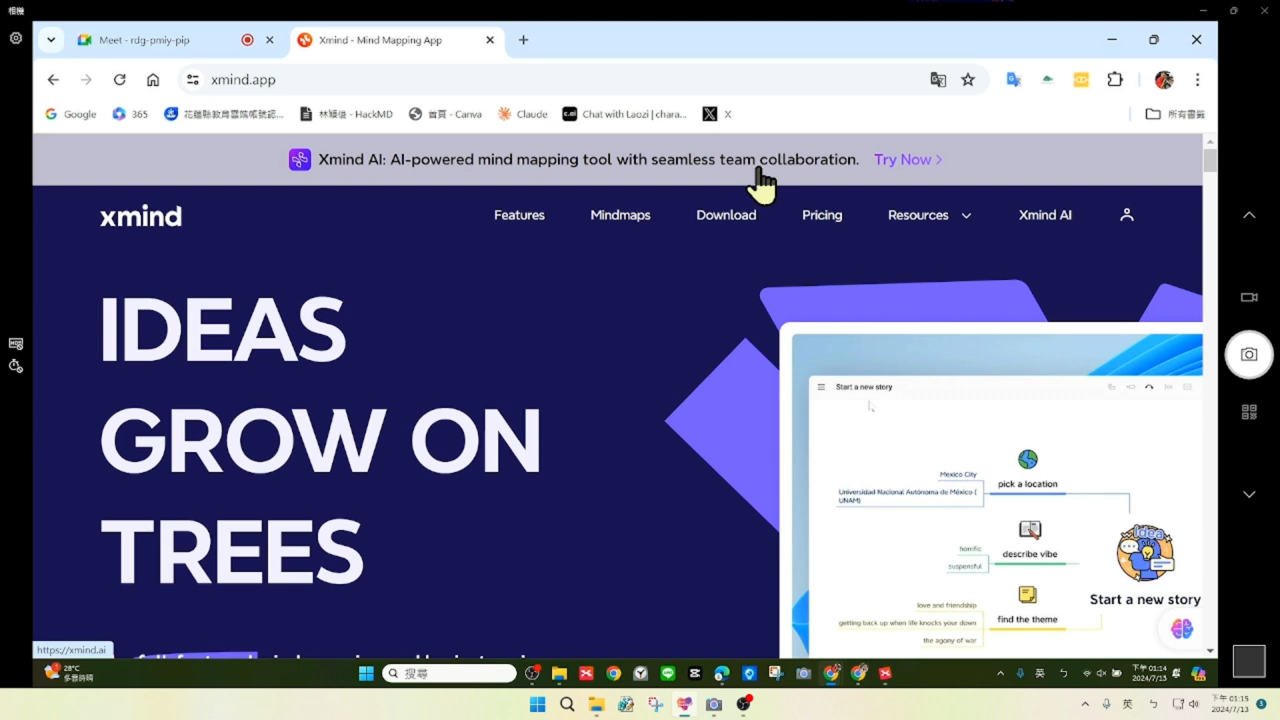 相機
Meet - rdg-pmiy-pip
Xmind - Mind Mapping App
xmind.app
Google
365
花蓮縣教育雲端帳號認...
林穎俊 - HackMD
首頁 - Canva
Claude
Chat with Laozi | chara...
X
所有書籤
Xmind AI: AI-powered mind mapping tool with seamless team collaboration. Try Now >
xmind
Features
Mindmaps
Download
Pricing
Resources
Xmind AI
IDEAS
GROW ON
TREES
Start a new story
Mexico City
Universidad Nacional Autónoma de México (
UNAM)
pick a location
horrific
suspensful
describe vibe
love and friendship
getting back up when life knocks your down
the agony of war
find the theme
Idea
Start a new story
https://xmind.ai
28°C
多雲時晴
搜尋
英
ㄅ
下午 01:14
2024/7/13
英
ㄅ
下午 01:15
2024/7/13